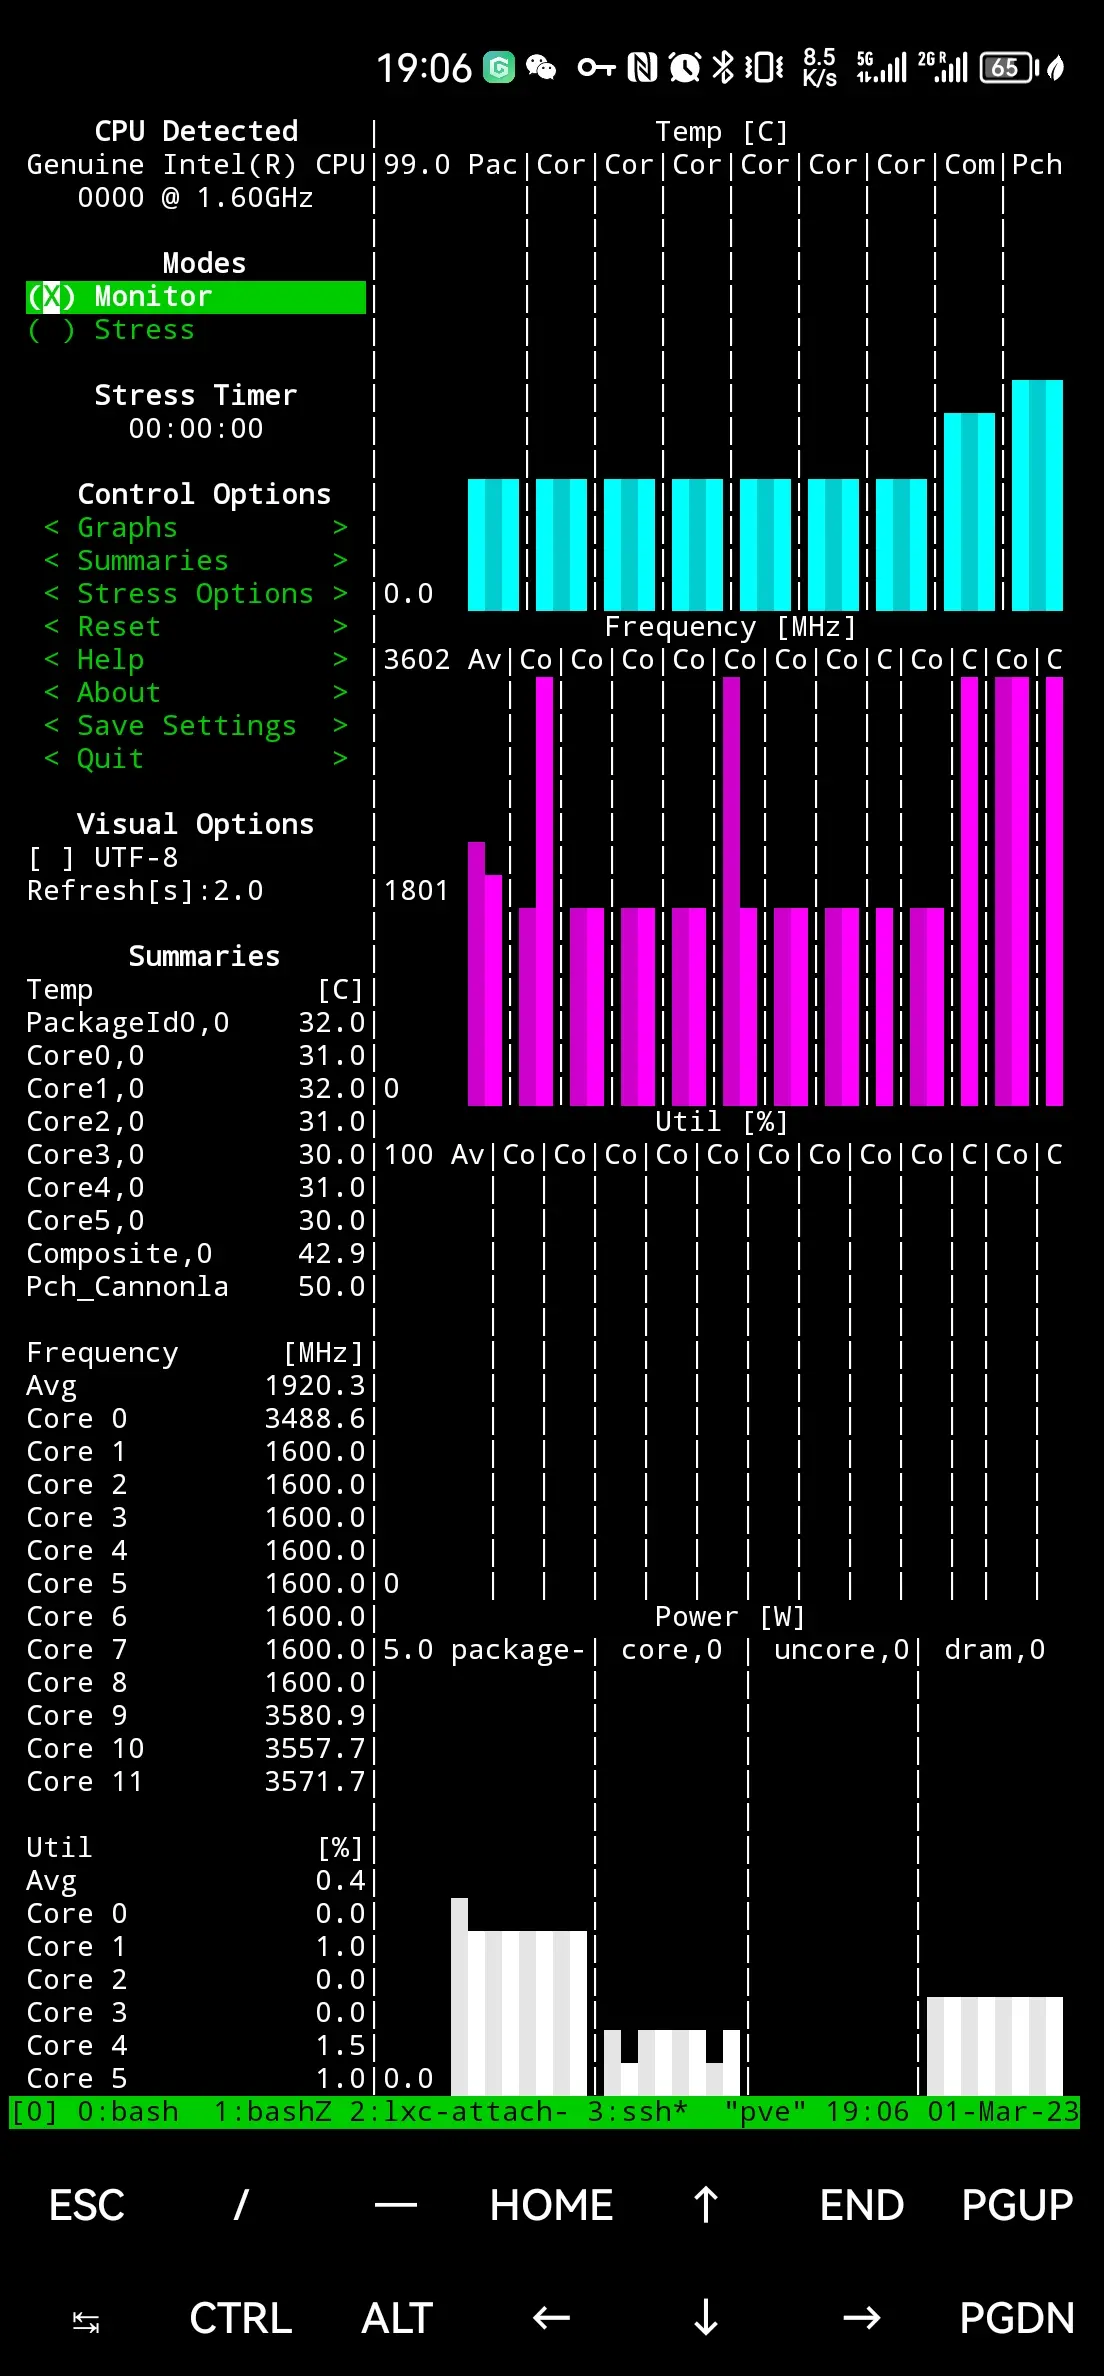 19:06 8.5 K/s 5G 2G R 65
CPU Detected | Temp [C]
Genuine Intel(R) CPU|99.0 Pac|Cor|Cor|Cor|Cor|Cor|Cor|Com|Pch
0000 @ 1.60GHz
Modes
(X) Monitor
( ) Stress
Stress Timer
00:00:00
Control Options
< Graphs >
< Summaries >
< Stress Options > |0.0
< Reset > | Frequency [MHz]
< Help > |3602 Av|Co|Co|Co|Co|Co|Co|Co|C|Co|C|Co|C
< About >
< Save Settings >
< Quit >
Visual Options
[ ] UTF-8
Refresh[s]:2.0 |1801
Summaries
Temp [C]|
PackageId0,0 32.0|
Core0,0 31.0|
Core1,0 32.0|0
Core2,0 31.0| Util [%]
Core3,0 30.0|100 Av|Co|Co|Co|Co|Co|Co|Co|Co|Co|C|Co|C
Core4,0 31.0|
Core5,0 30.0|
Composite,0 42.9|
Pch_Cannonla 50.0|
Frequency [MHz]|
Avg 1920.3|
Core 0 3488.6|
Core 1 1600.0|
Core 2 1600.0|
Core 3 1600.0|
Core 4 1600.0|
Core 5 1600.0|0
Core 6 1600.0| Power [W]
Core 7 1600.0|5.0 package-| core,0 | uncore,0| dram,0
Core 8 1600.0|
Core 9 3580.9|
Core 10 3557.7|
Core 11 3571.7|
Util [%]|
Avg 0.4|
Core 0 0.0|
Core 1 1.0|
Core 2 0.0|
Core 3 0.0|
Core 4 1.5|
Core 5 1.0|0.0
[0] 0:bash 1:bashZ 2:lxc-attach- 3:ssh* "pve" 19:06 01-Mar-23
ESC / — HOME ↑ END PGUP
↹ CTRL ALT ← ↓ → PGDN